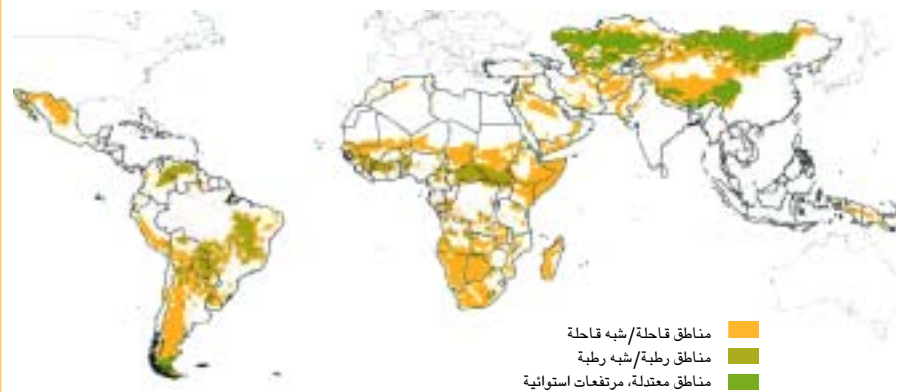 مناطق قاحلة/شبه قاحلة
مناطق رطبة/شبه رطبة
مناطق معتدلة، مرتفعات استوائية